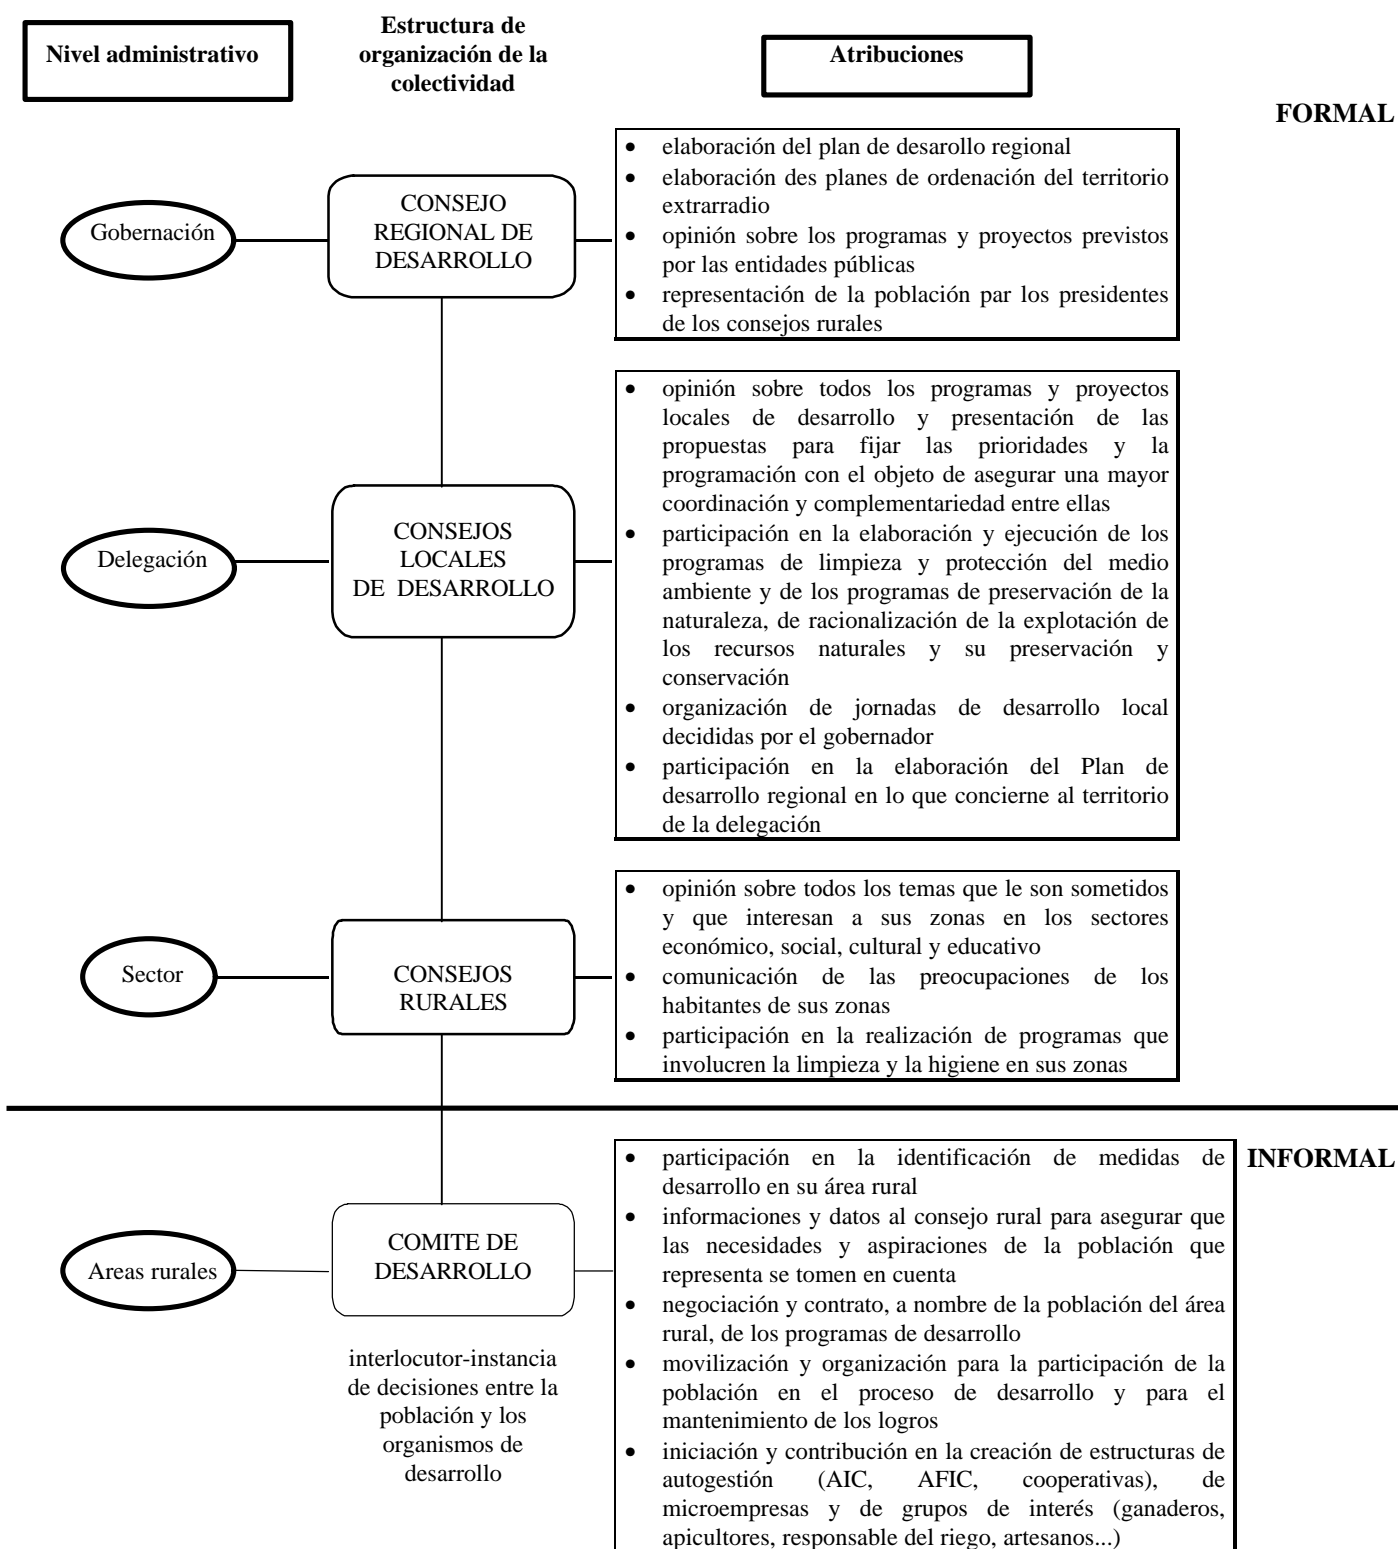 Nivel administrativo
Estructura de
organización de la
colectividad
Atribuciones
FORMAL
Gobernación
CONSEJO
REGIONAL DE
DESARROLLO
• elaboración del plan de desarollo regional
• elaboración des planes de ordenación del territorio
extrarradio
• opinión sobre los programas y proyectos previstos
por las entidades públicas
• representación de la población par los presidentes
de los consejos rurales
Delegación
CONSEJOS
LOCALES
DE DESARROLLO
• opinión sobre todos los programas y proyectos
locales de desarrollo y presentación de las
propuestas para fijar las prioridades y la
programación con el objeto de asegurar una mayor
coordinación y complementariedad entre ellas
• participación en la elaboración y ejecución de los
programas de limpieza y protección del medio
ambiente y de los programas de preservación de la
naturaleza, de racionalización de la explotación de
los recursos naturales y su preservación y
conservación
• organización de jornadas de desarrollo local
decididas por el gobernador
• participación en la elaboración del Plan de
desarrollo regional en lo que concierne al territorio
de la delegación
Sector
CONSEJOS
RURALES
• opinión sobre todos los temas que le son sometidos
y que interesan a sus zonas en los sectores
económico, social, cultural y educativo
• comunicación de las preocupaciones de los
habitantes de sus zonas
• participación en la realización de programas que
involucren la limpieza y la higiene en sus zonas
INFORMAL
Areas rurales
COMITE DE
DESARROLLO
interlocutor-instancia
de decisiones entre la
población y los
organismos de
desarrollo
• participación en la identificación de medidas de
desarrollo en su área rural
• informaciones y datos al consejo rural para asegurar que
las necesidades y aspiraciones de la población que
representa se tomen en cuenta
• negociación y contrato, a nombre de la población del área
rural, de los programas de desarrollo
• movilización y organización para la participación de la
población en el proceso de desarrollo y para el
mantenimiento de los logros
• iniciación y contribución en la creación de estructuras de
autogestión (AIC, AFIC, cooperativas), de
microempresas y de grupos de interés (ganaderos,
apicultores, responsable del riego, artesanos...)